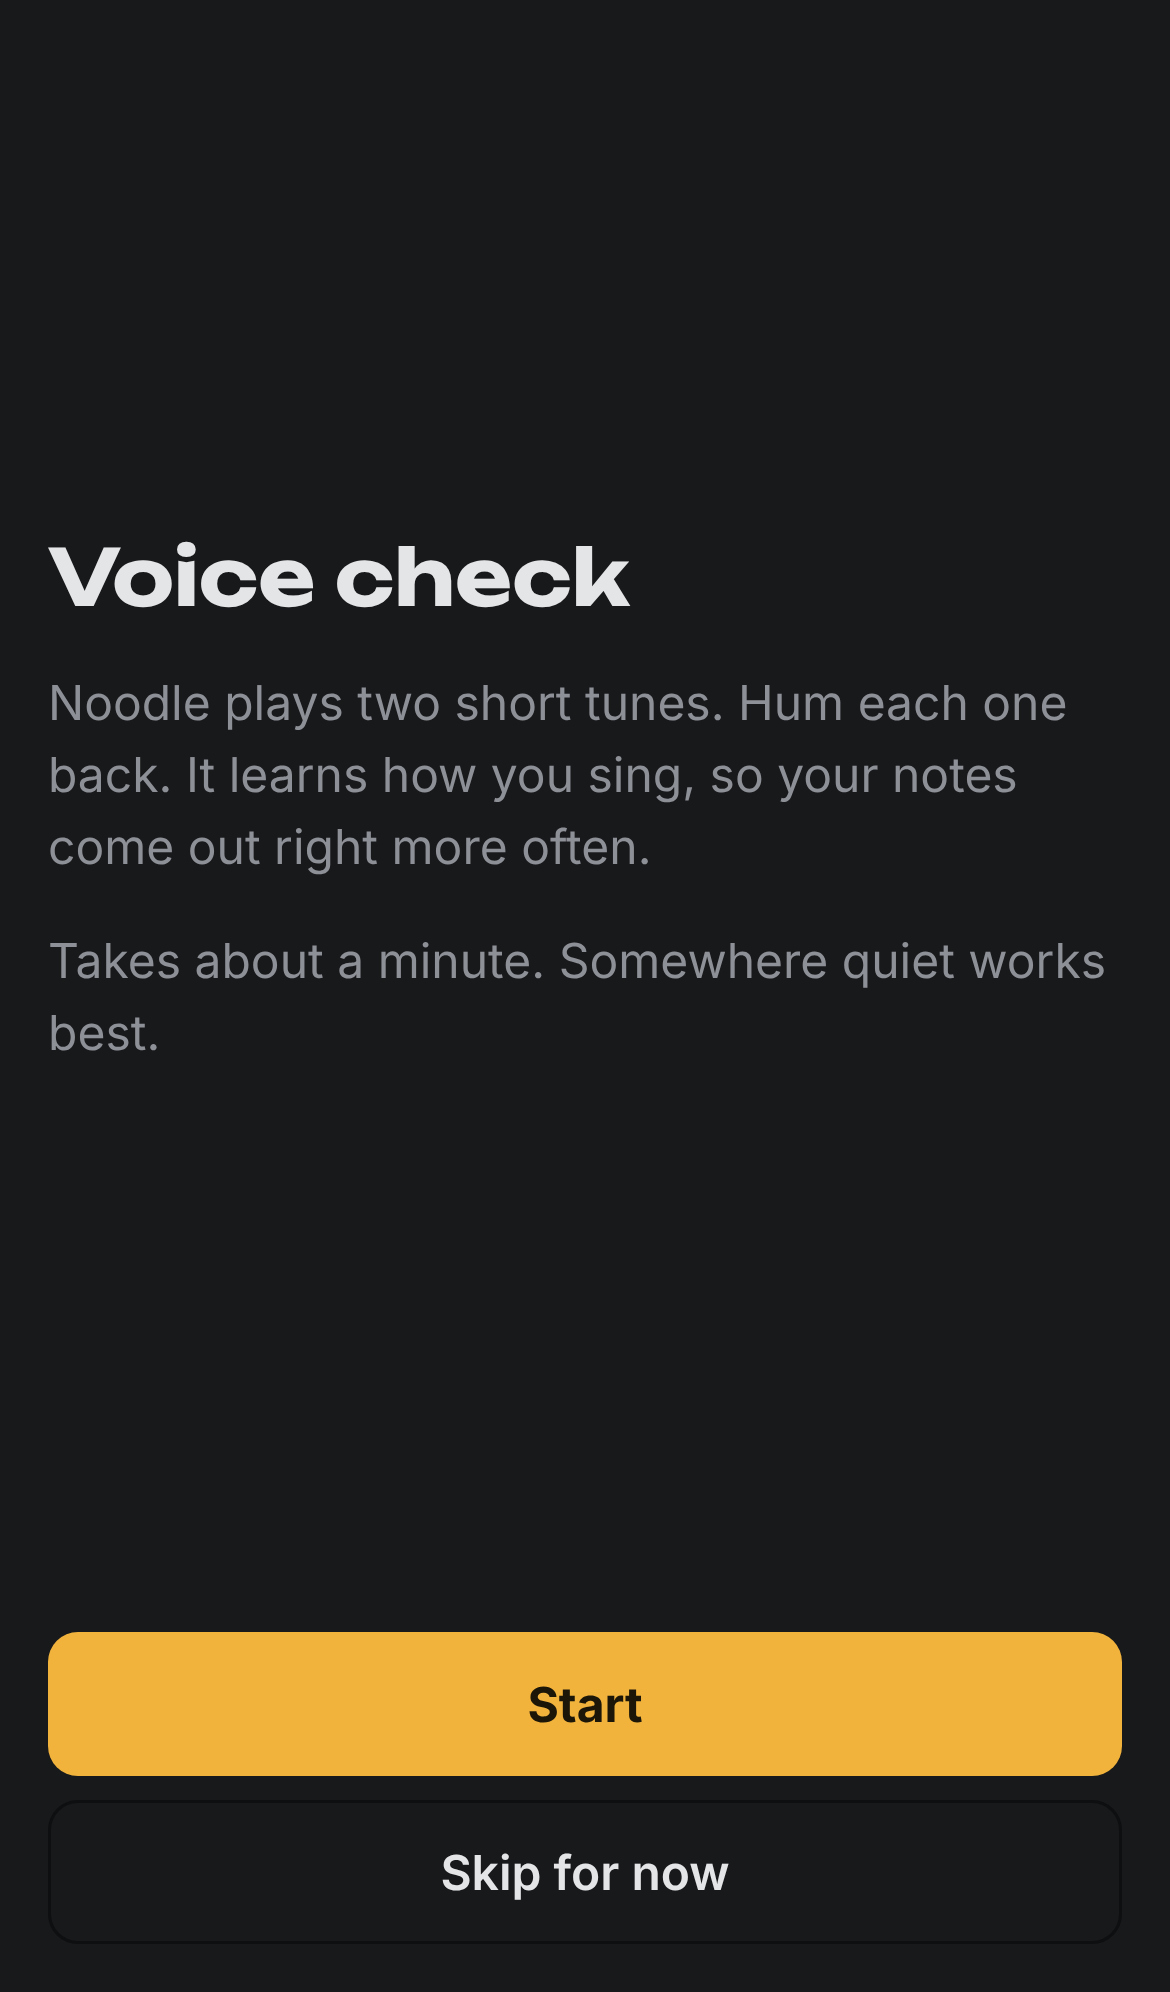 Voice check
Noodle plays two short tunes. Hum each one
back. It learns how you sing, so your notes
come out right more often.
Takes about a minute. Somewhere quiet works
best.
Start
Skip for now